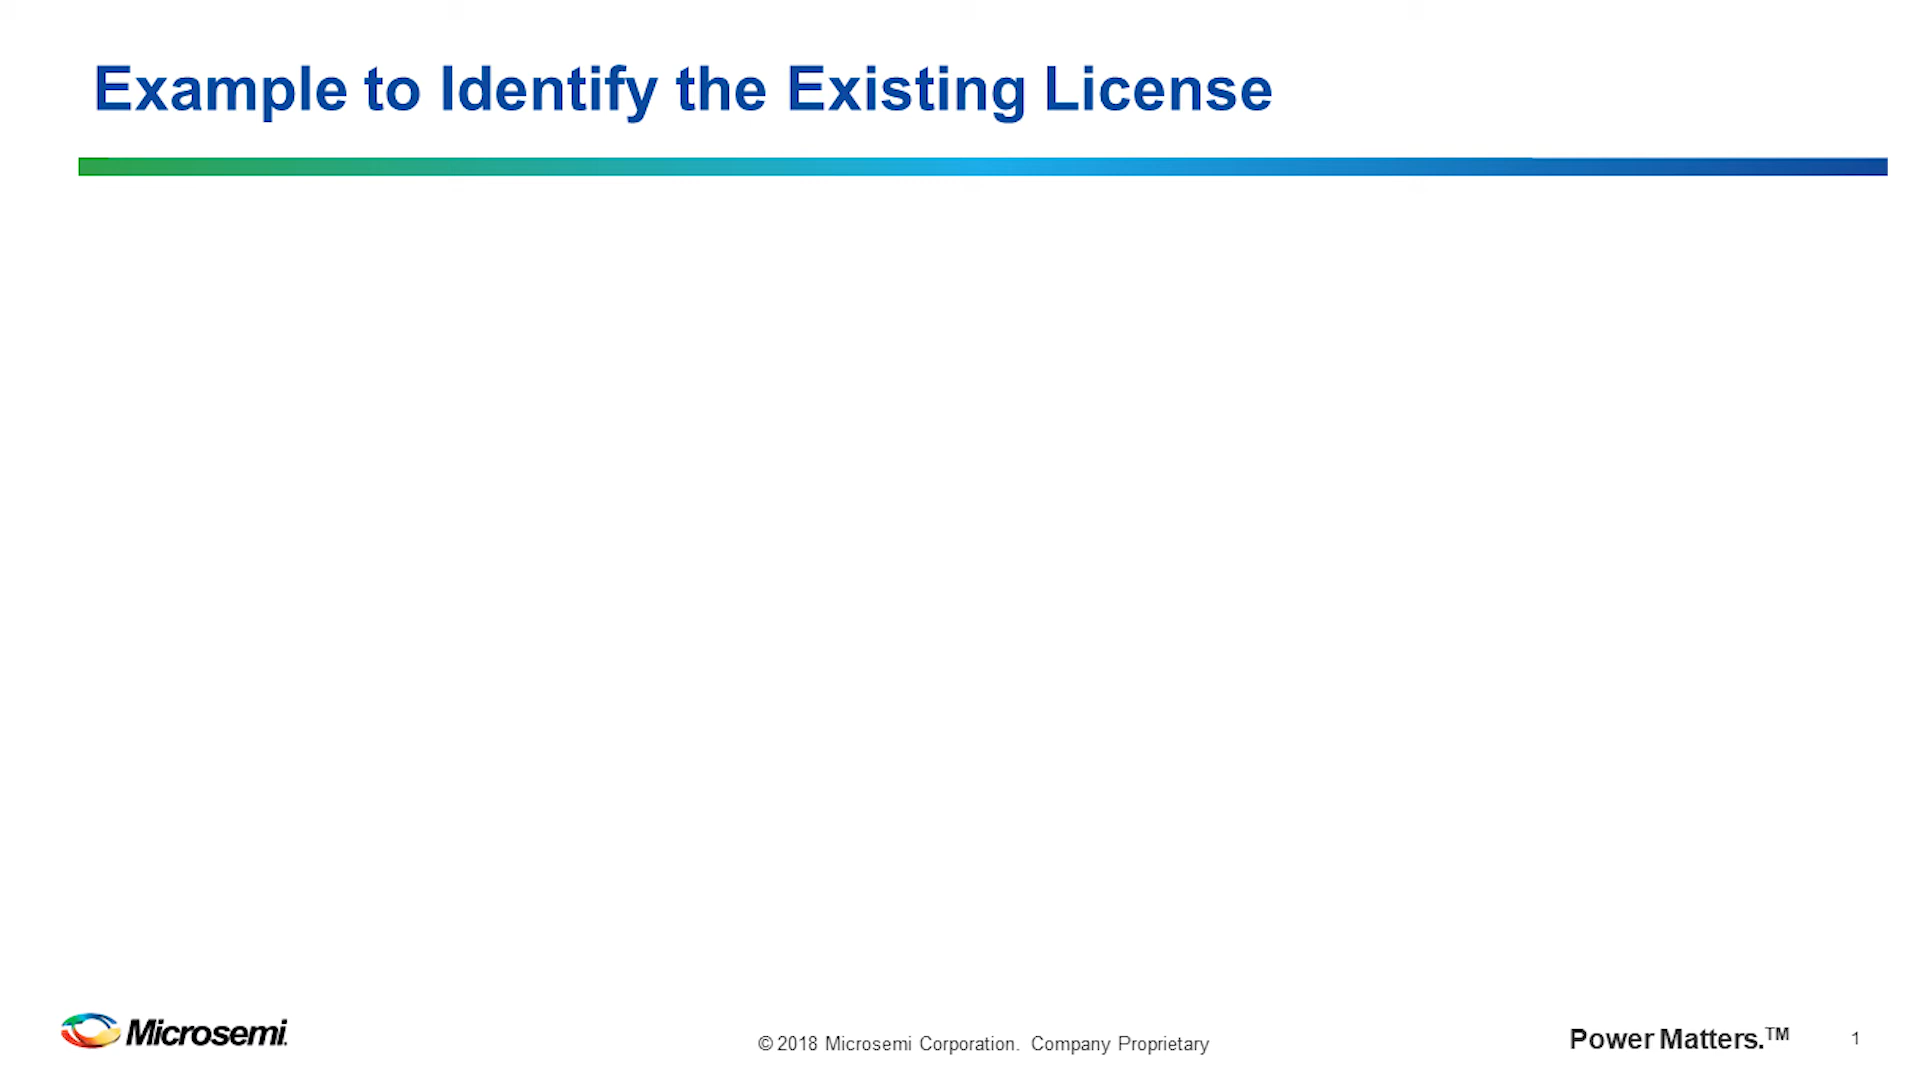 Example to Identify the Existing License
Microsemi.
© 2018 Microsemi Corporation. Company Proprietary
Power Matters.™
1